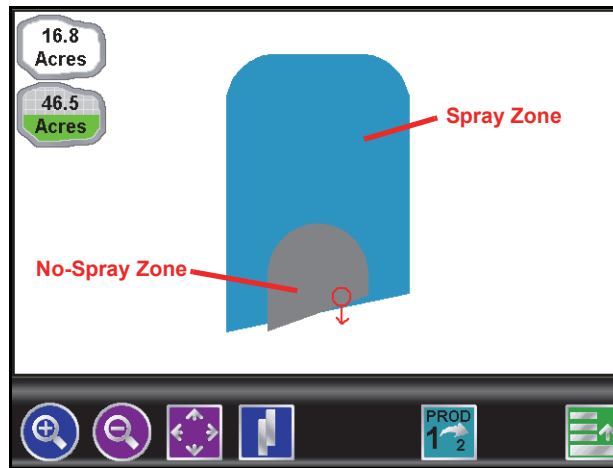 16.8
Acres
46.5
Acres
Spray Zone
No-Spray Zone
PROD
1 2